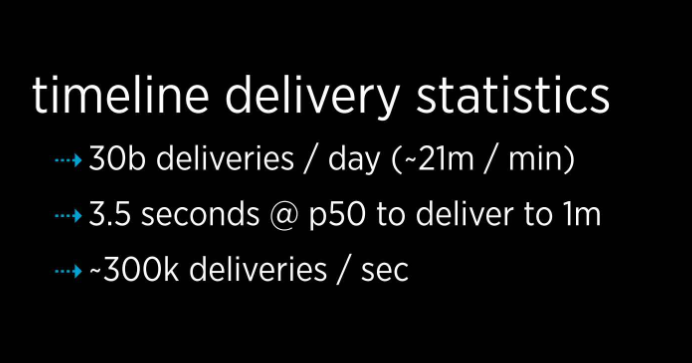 timeline delivery statistics
30b deliveries / day (~21m / min)
3.5 seconds @ p50 to deliver to 1m
~300k deliveries / sec